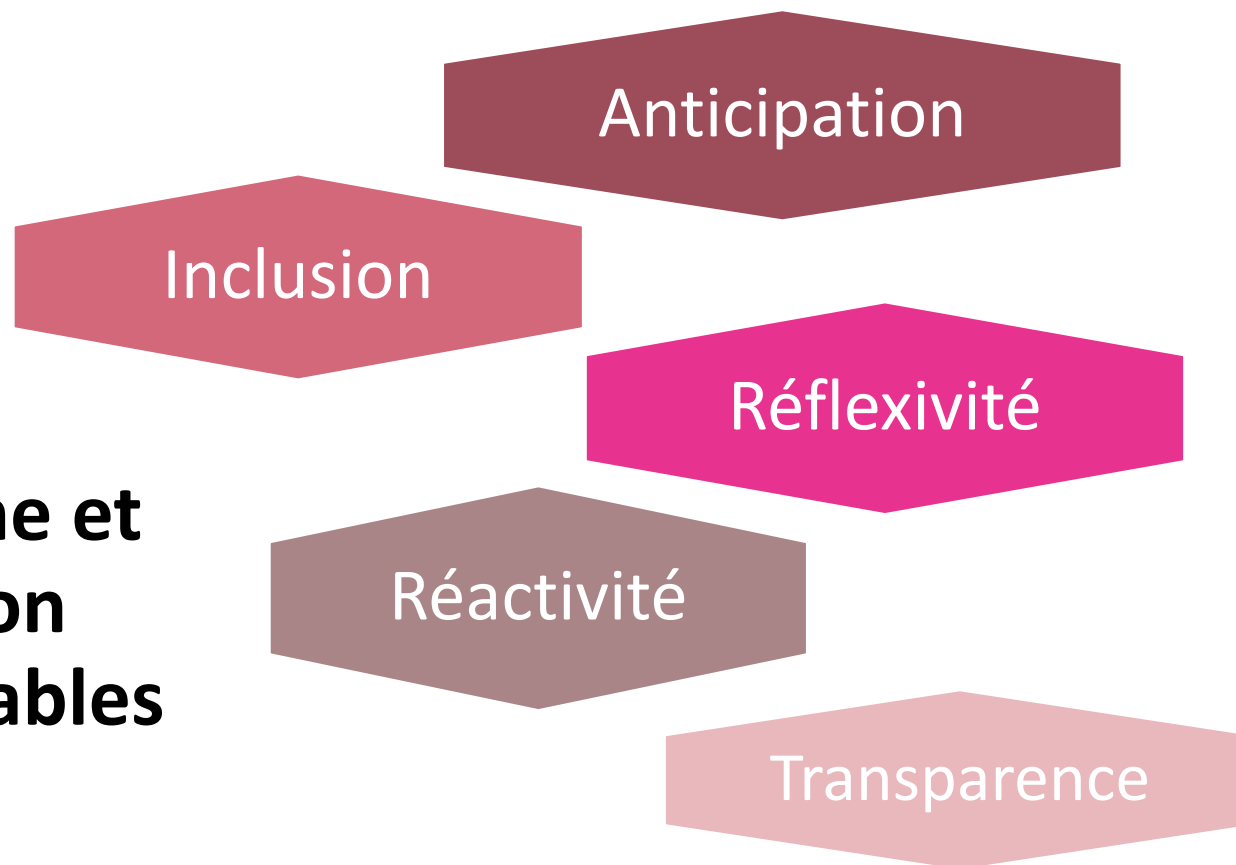 Anticipation
Inclusion
Réflexivité
ne et
on
ables
Réactivité
Transparence